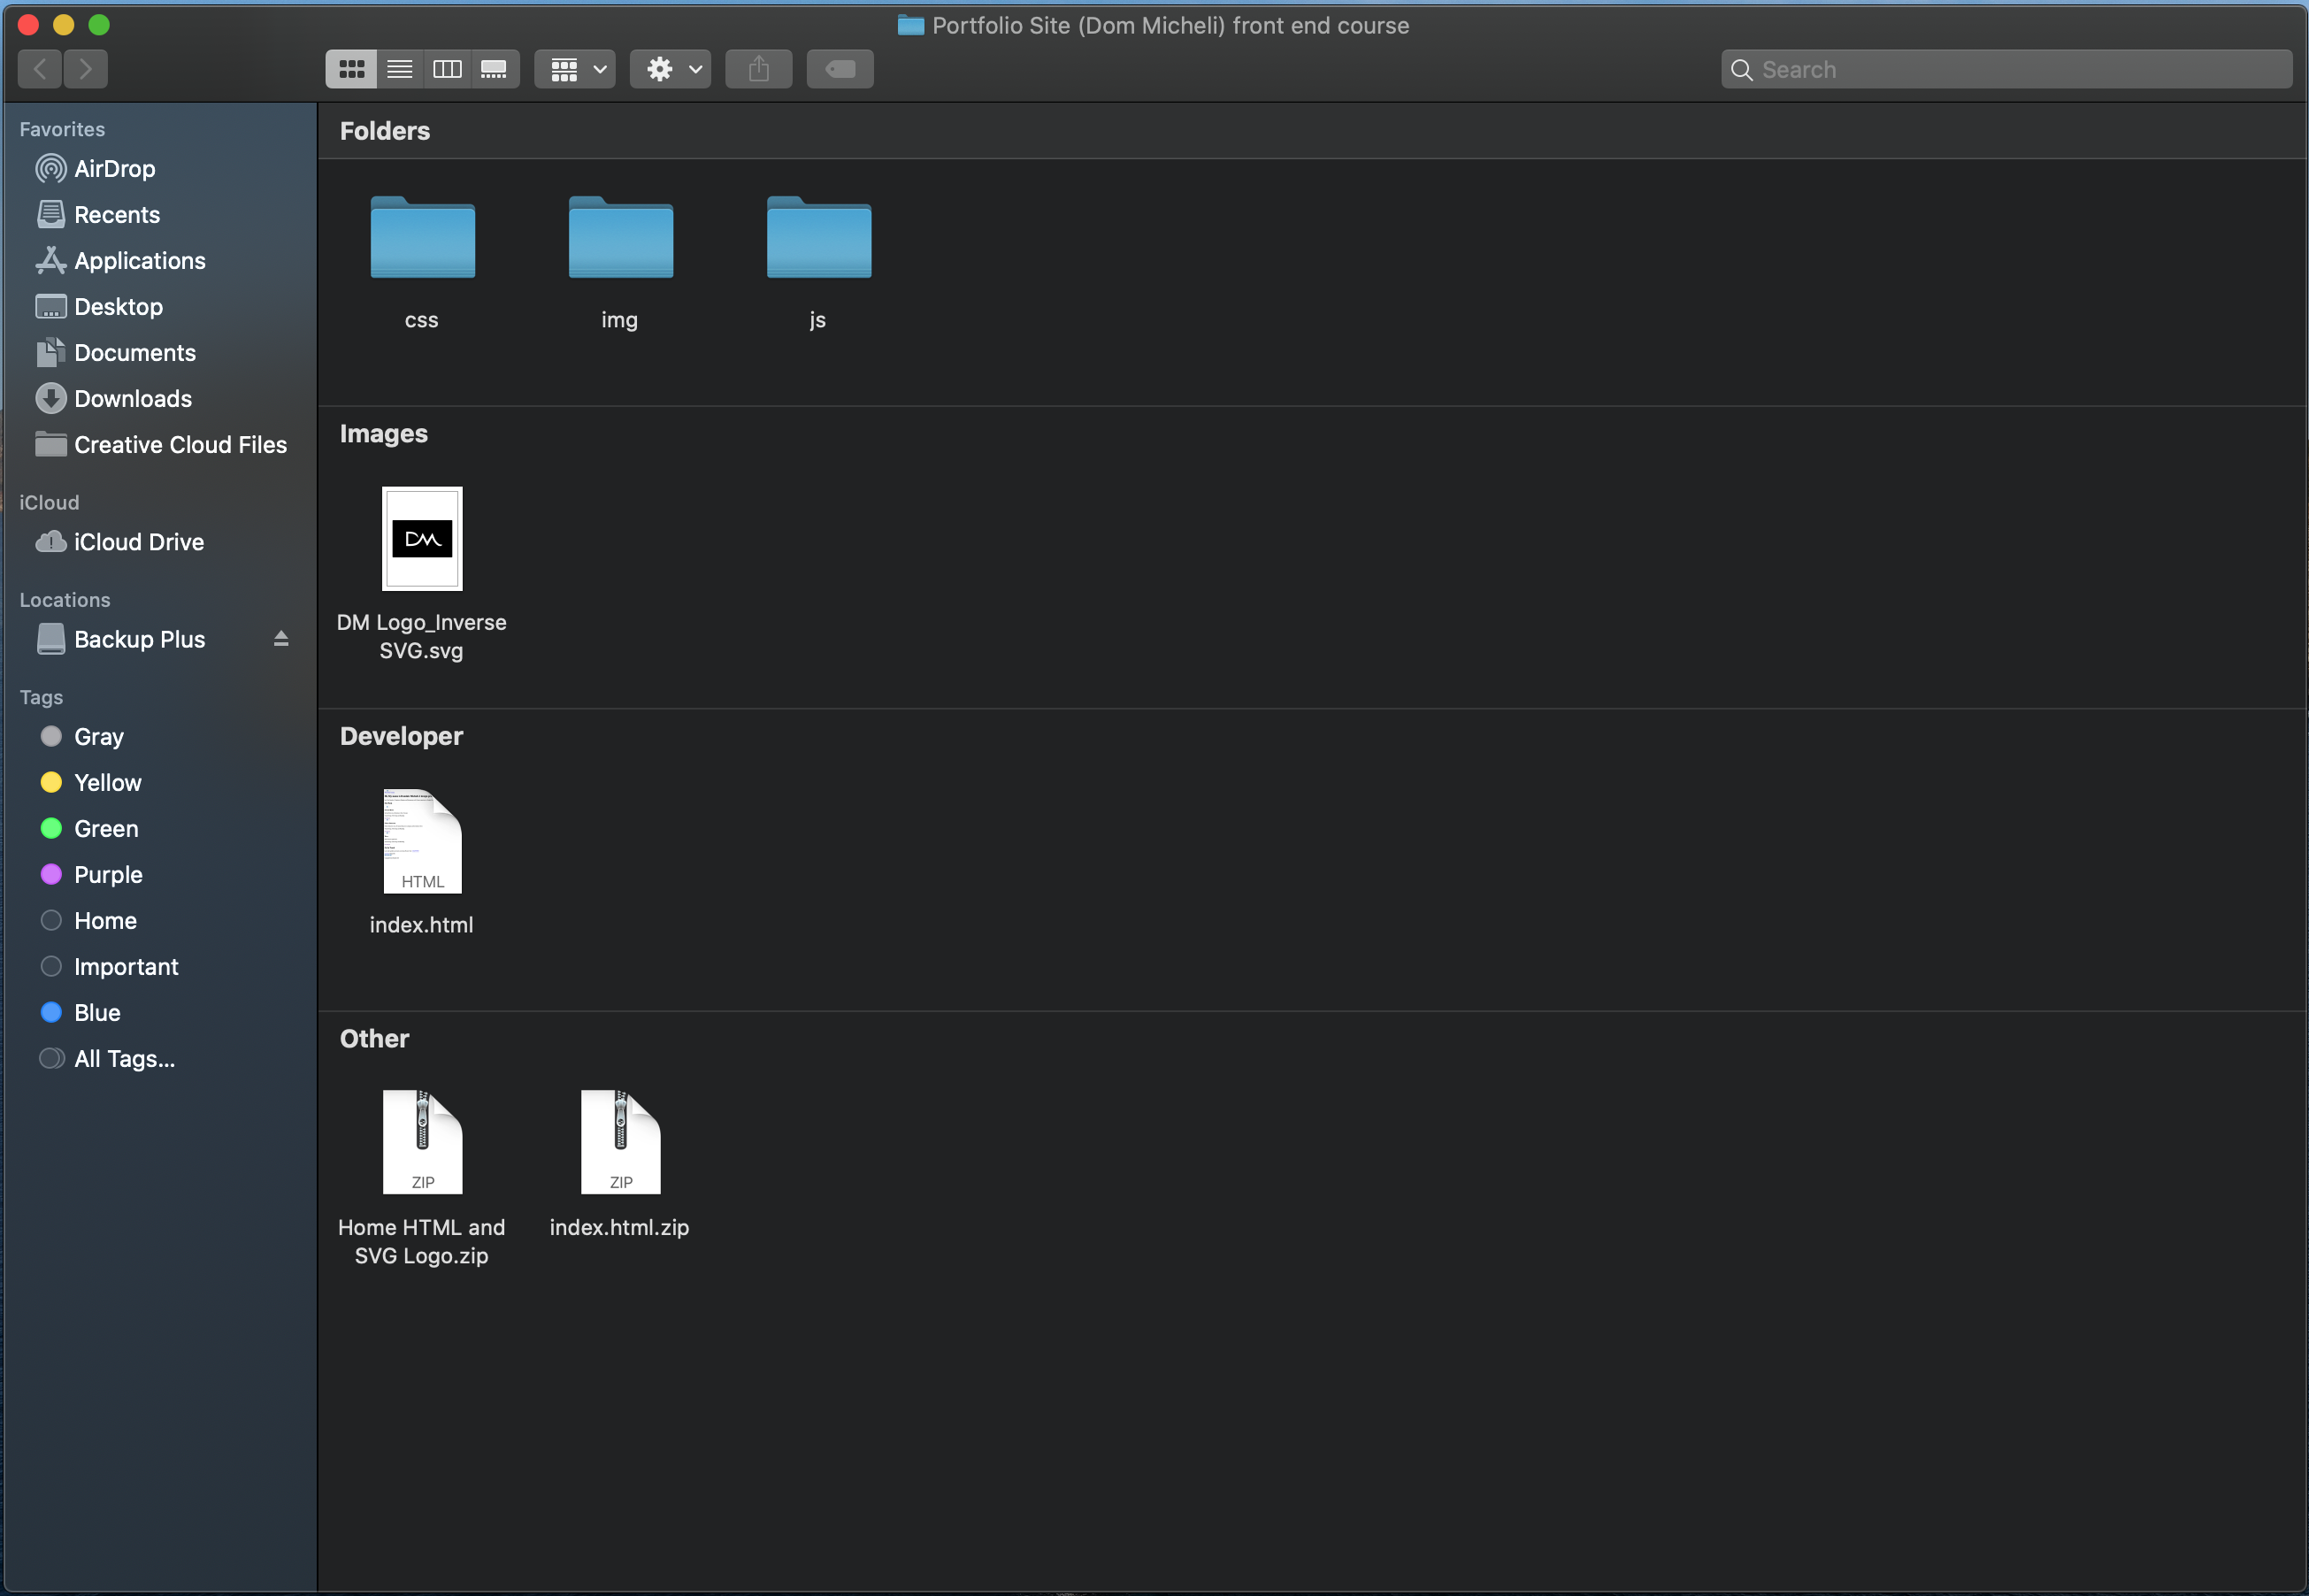 Portfolio Site (Dom Micheli) front end course
Search
Favorites
AirDrop
Recents
Applications
Desktop
Documents
Downloads
Creative Cloud Files
iCloud
iCloud Drive
Locations
Backup Plus
Tags
Gray
Yellow
Green
Purple
Home
Important
Blue
All Tags...
Folders
css
img
js
Images
DM
DM Logo_Inverse
SVG.svg
Developer
HTML
index.html
Other
ZIP
ZIP
Home HTML and
SVG Logo.zip
index.html.zip